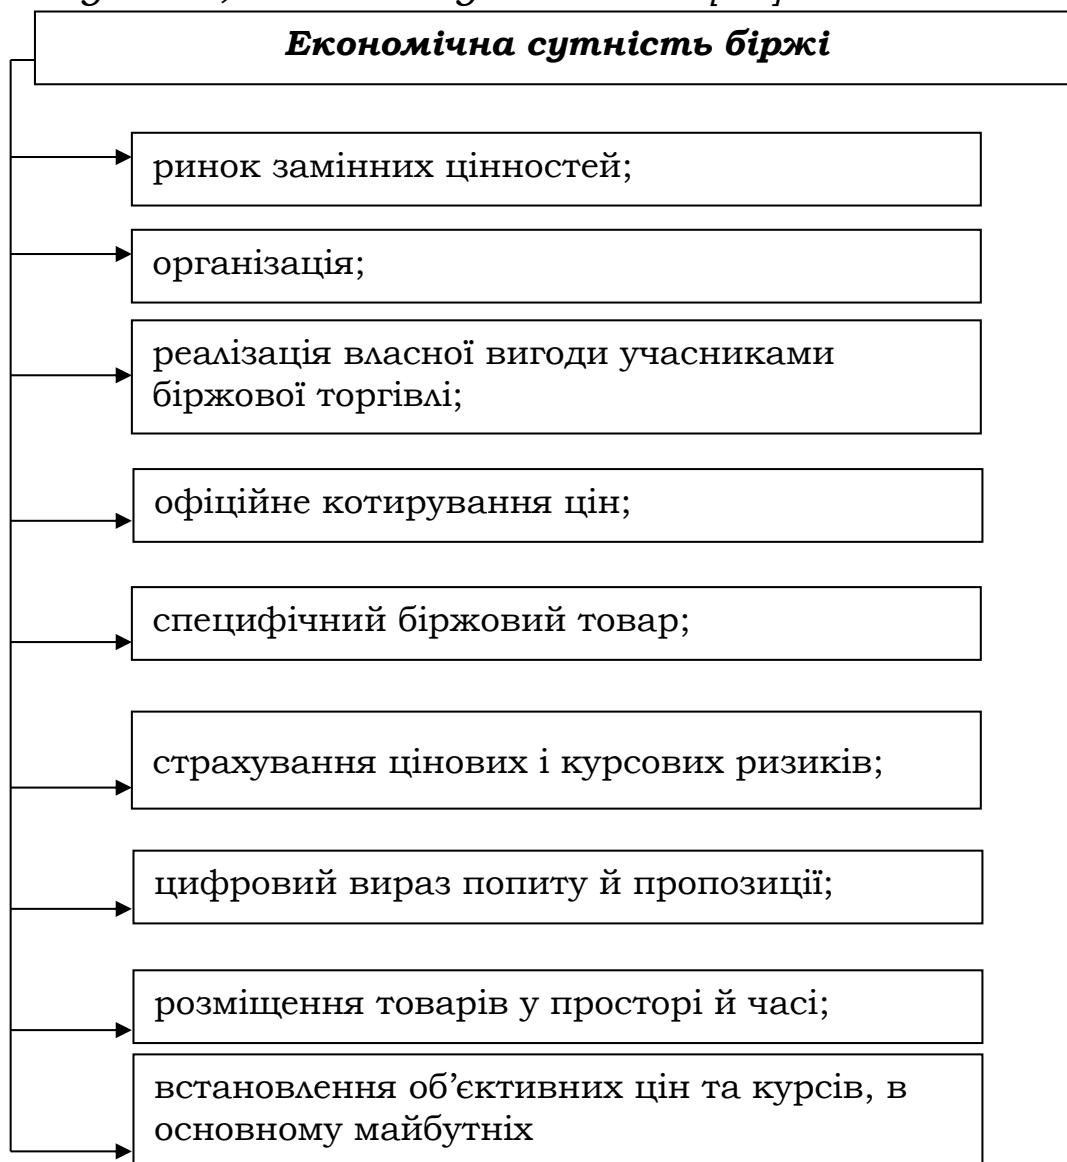 Економічна сутність біржі
ринок замінних цінностей;
організація;
реалізація власної вигоди учасниками
біржової торгівлі;
офіційне котирування цін;
специфічний біржовий товар;
страхування цінових і курсових ризиків;
цифровий вираз попиту й пропозиції;
розміщення товарів у просторі й часі;
встановлення об’єктивних цін та курсів, в
основному майбутніх